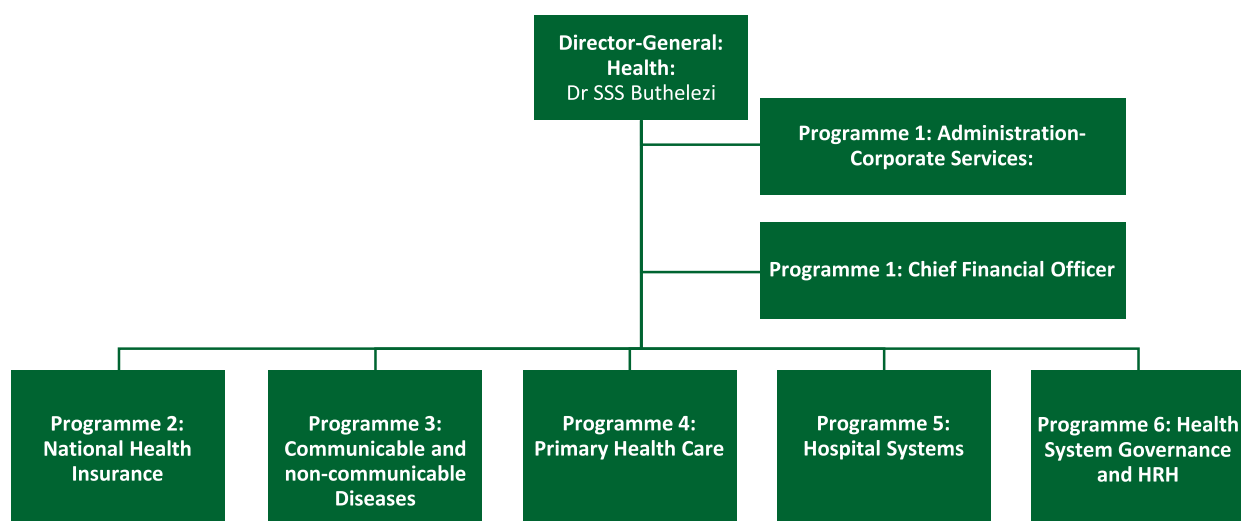 Director-General:
Health:
Dr SSS Buthelezi
Programme 1: Administration-
Corporate Services:
Programme 1: Chief Financial Officer
Programme 2:
National Health
Insurance
Programme 3:
Communicable and
non-communicable
Diseases
Programme 4:
Primary Health Care
Programme 5:
Hospital Systems
Programme 6: Health
System Governance
and HRH